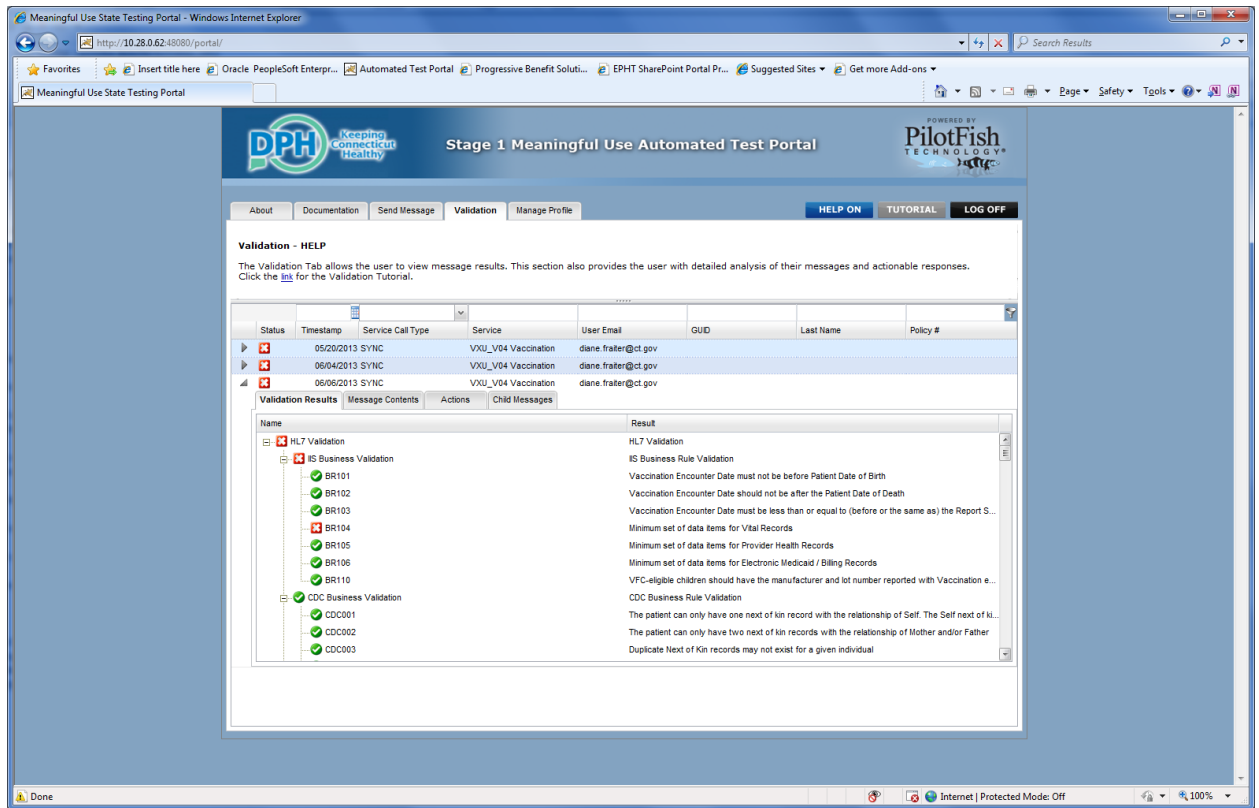 Meaningful Use State Testing Portal - Windows Internet Explorer
http://10.28.0.62:48080/portal/
Search Results
Favorites Insert title here Oracle PeopleSoft Enterpr... Automated Test Portal Progressive Benefit Soluti... EPHT SharePoint Portal Pr... Suggested Sites Get more Add-ons
Meaningful Use State Testing Portal
Page Safety Tools
DPH Keeping Connecticut Healthy
Stage 1 Meaningful Use Automated Test Portal
POWERED BY
PilotFish
TECHNOLOGY®
About Documentation Send Message Validation Manage Profile HELP ON TUTORIAL LOG OFF
Validation - HELP
The Validation Tab allows the user to view message results. This section also provides the user with detailed analysis of their messages and actionable responses.
Click the link for the Validation Tutorial.
Status Timestamp Service Call Type Service User Email GUID Last Name Policy #
05/20/2013 SYNC VXU_V04 Vaccination diane.fraiter@ct.gov
06/04/2013 SYNC VXU_V04 Vaccination diane.fraiter@ct.gov
06/06/2013 SYNC VXU_V04 Vaccination diane.fraiter@ct.gov
Validation Results Message Contents Actions Child Messages
Name Result
HL7 Validation HL7 Validation
IIS Business Validation IIS Business Rule Validation
BR101 Vaccination Encounter Date must not be before Patient Date of Birth
BR102 Vaccination Encounter Date should not be after the Patient Date of Death
BR103 Vaccination Encounter Date must be less than or equal to (before or the same as) the Report S...
BR104 Minimum set of data items for Vital Records
BR105 Minimum set of data items for Provider Health Records
BR106 Minimum set of data items for Electronic Medicaid / Billing Records
BR110 VFC-eligible children should have the manufacturer and lot number reported with Vaccination e...
CDC Business Validation CDC Business Rule Validation
CDC001 The patient can only have one next of kin record with the relationship of Self. The Self next of ki...
CDC002 The patient can only have two next of kin records with the relationship of Mother and/or Father
CDC003 Duplicate Next of Kin records may not exist for a given individual
Done Internet | Protected Mode: Off 100%